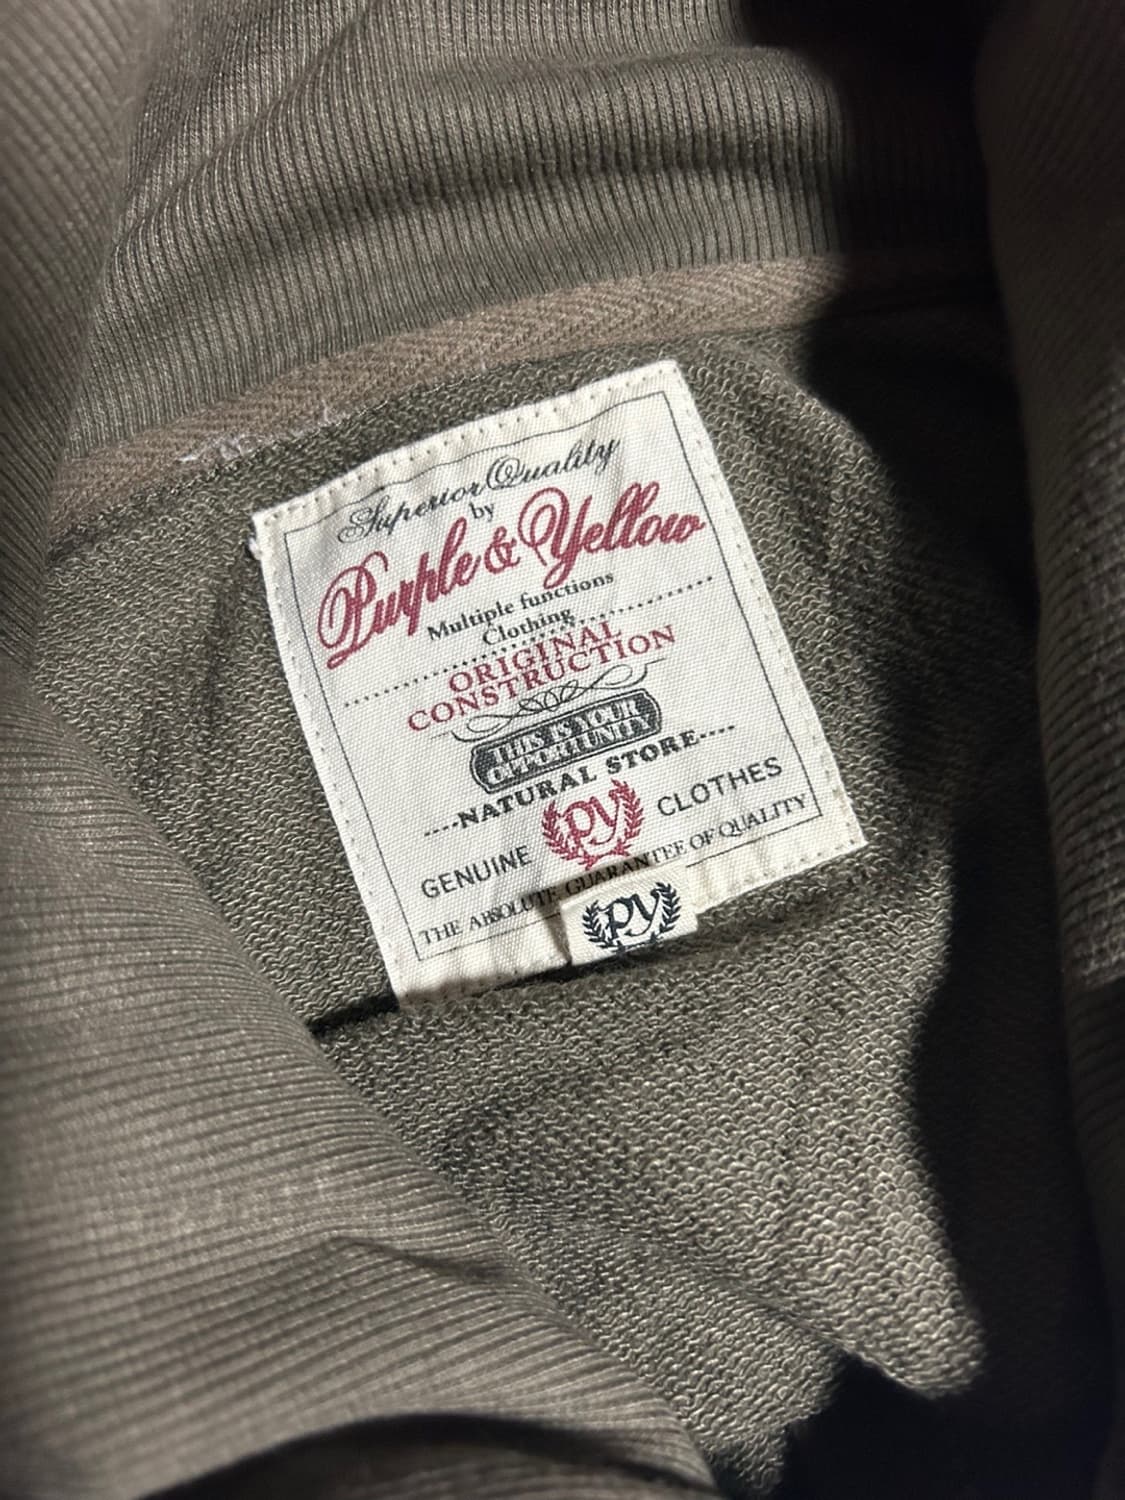 Superior Quality
by
Purple & Yellow
Multiple functions
Clothing
ORIGINAL
CONSTRUCTION
THIS IS YOUR
OPPORTUNITY
----NATURAL STORE----
GENUINE py CLOTHES
THE ABSOLUTE GUARANTEE OF QUALITY
py